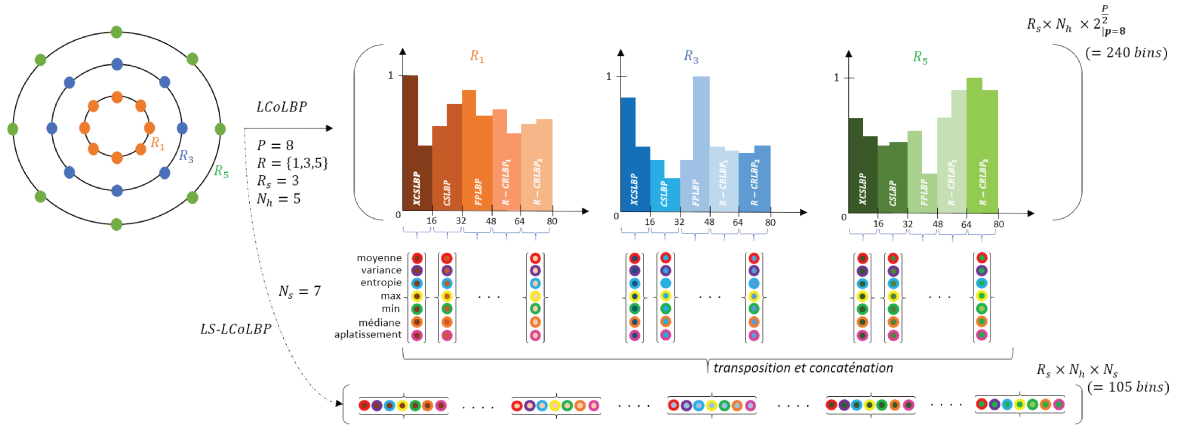 R₁
R₃
R₅
LCoLBP
P = 8
R = {1,3,5}
Rₛ = 3
Nₕ = 5
Nₛ = 7
LS-LCoLBP
R₁
1
0
XCSLBP
CSLBP
FPLBP
R − CRLBP₁
R − CRLBP₂
16 32 48 64 80
R₃
1
0
XCSLBP
CSLBP
FPLBP
R − CRLBP₁
R − CRLBP₂
16 32 48 64 80
R₅
1
0
XCSLBP
CSLBP
FPLBP
R − CRLBP₁
R − CRLBP₂
16 32 48 64 80
Rₛ × Nₕ × 2^(P/2)|p=8
(= 240 bins)
moyenne
variance
entropie
max
min
médiane
aplatissement
. . .
. . .
. . .
transposition et concaténation
Rₛ × Nₕ × Nₛ
(= 105 bins)
. . . .
. . . .
. . . .
. . . .